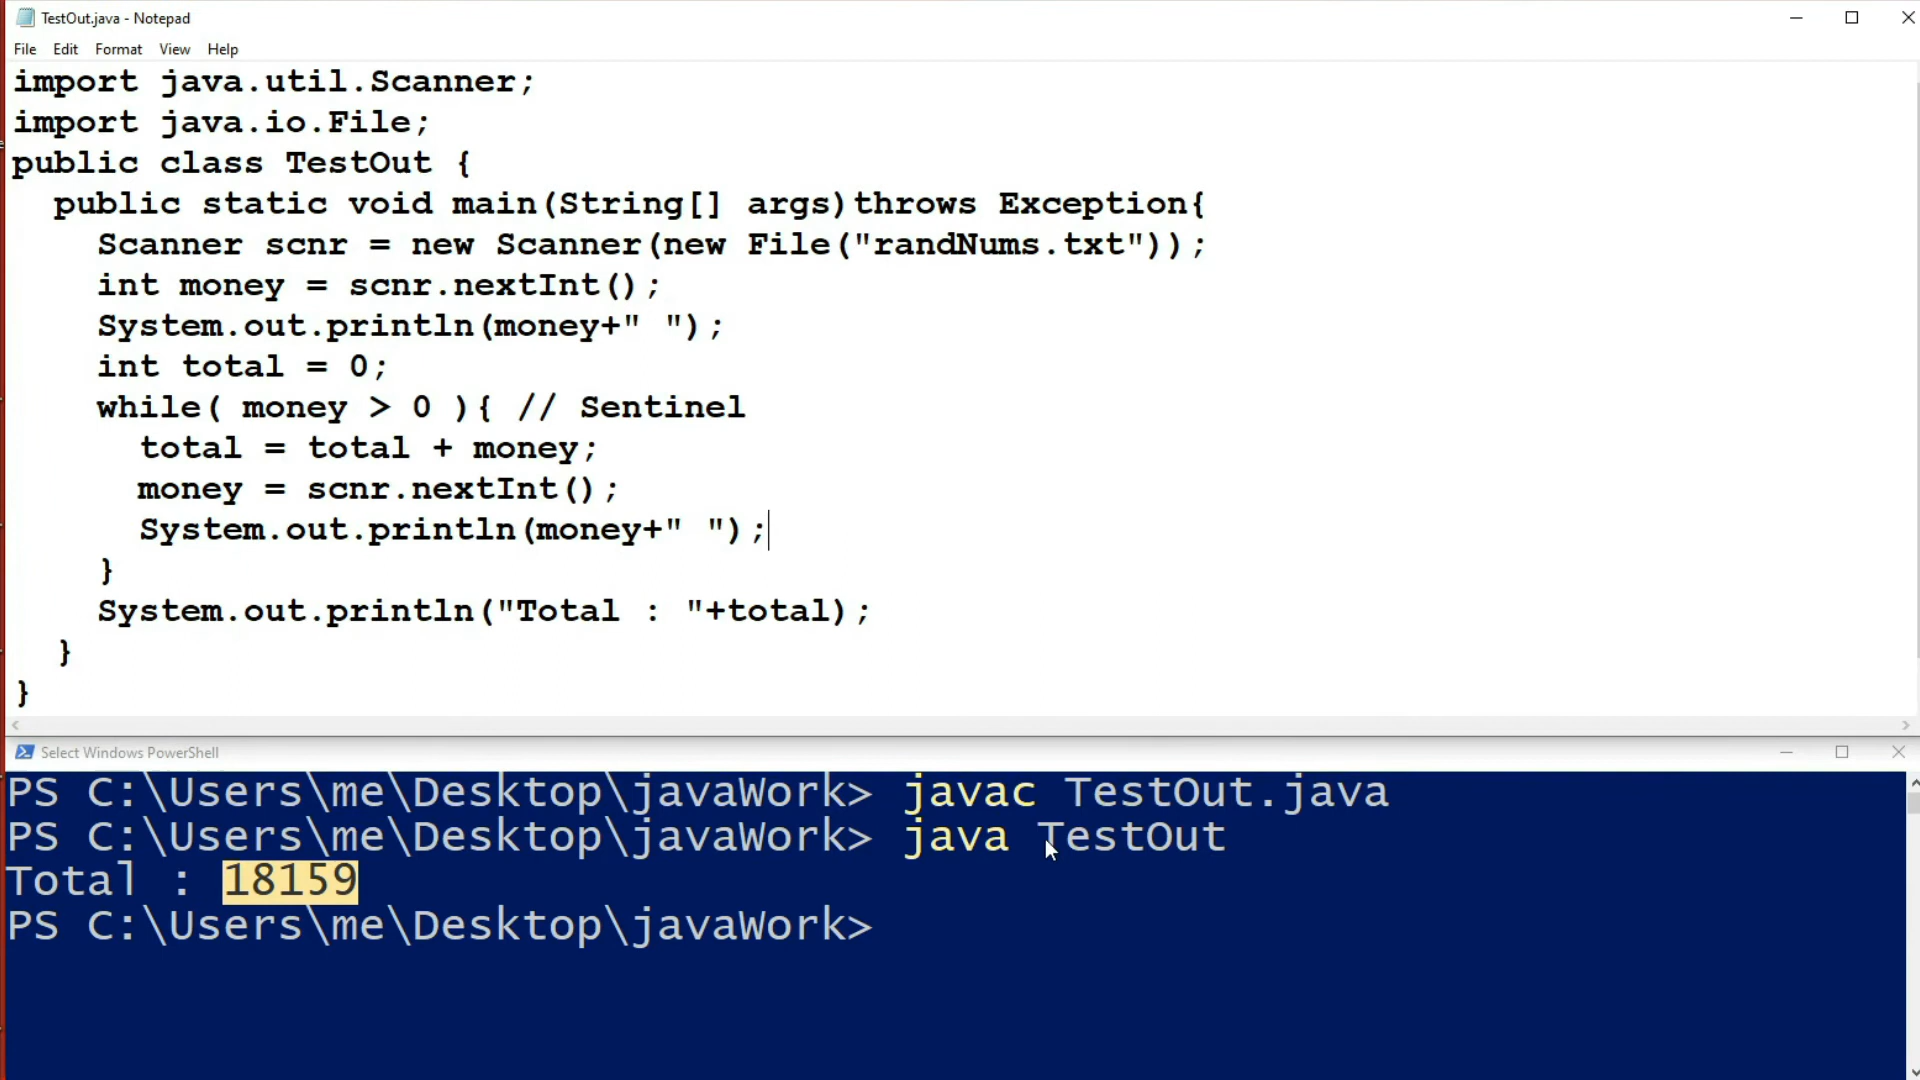 TestOut.java - Notepad
File Edit Format View Help
import java.util.Scanner;
import java.io.File;
public class TestOut {
public static void main(String[] args)throws Exception{
Scanner scnr = new Scanner(new File("randNums.txt"));
int money = scnr.nextInt();
System.out.println(money+" ");
int total = 0;
while( money > 0 ){ // Sentinel
total = total + money;
money = scnr.nextInt();
System.out.println(money+" ");
}
System.out.println("Total : "+total);
}
}
Select Windows PowerShell
PS C:\Users\me\Desktop\javaWork> javac TestOut.java
PS C:\Users\me\Desktop\javaWork> java TestOut
Total : 18159
PS C:\Users\me\Desktop\javaWork>